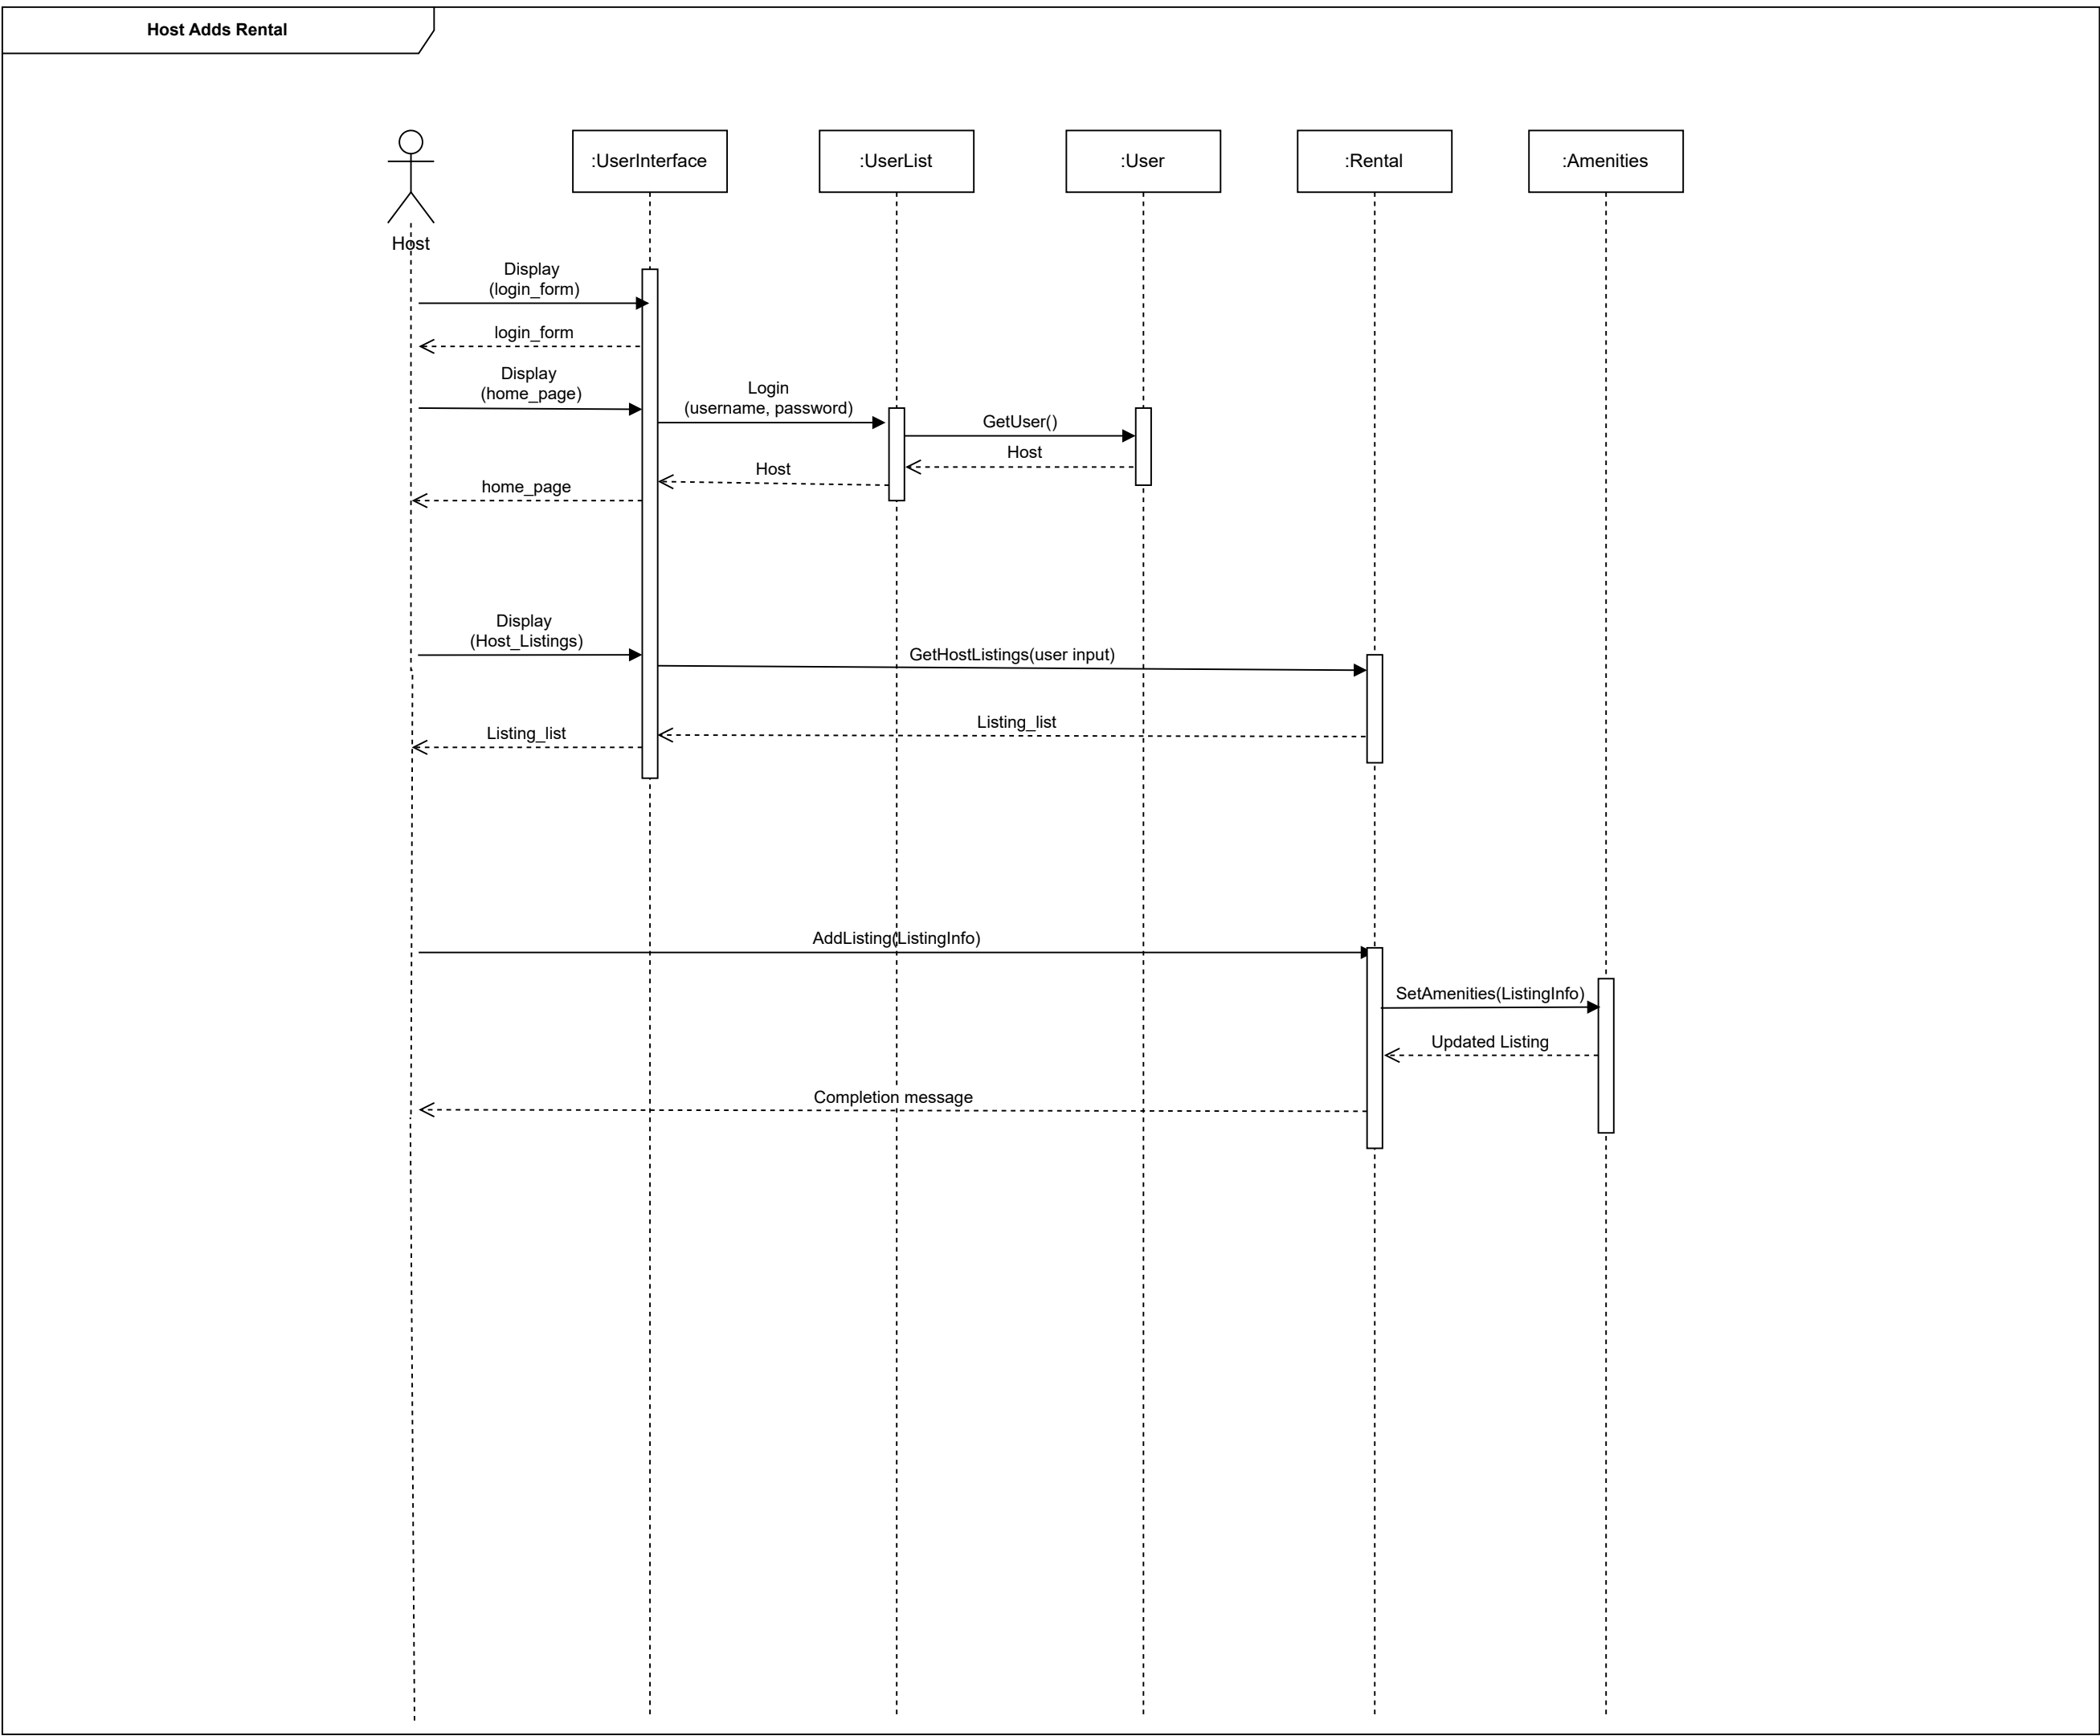 Host Adds Rental
:UserInterface
:UserList
:User
:Rental
:Amenities
Host
Display
(login_form)
login_form
Display
(home_page)
Login
(username, password)
GetUser()
Host
Host
home_page
Display
(Host_Listings)
GetHostListings(user input)
Listing_list
Listing_list
AddListing(ListingInfo)
SetAmenities(ListingInfo)
Updated Listing
Completion message